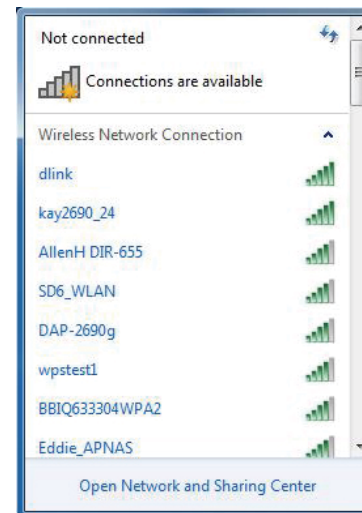 Not connected
Connections are available
Wireless Network Connection
dlink
kay2690_24
AllenH DIR-655
SD6_WLAN
DAP-2690g
wpstest1
BBIQ633304WPA2
Eddie_APNAS
Open Network and Sharing Center